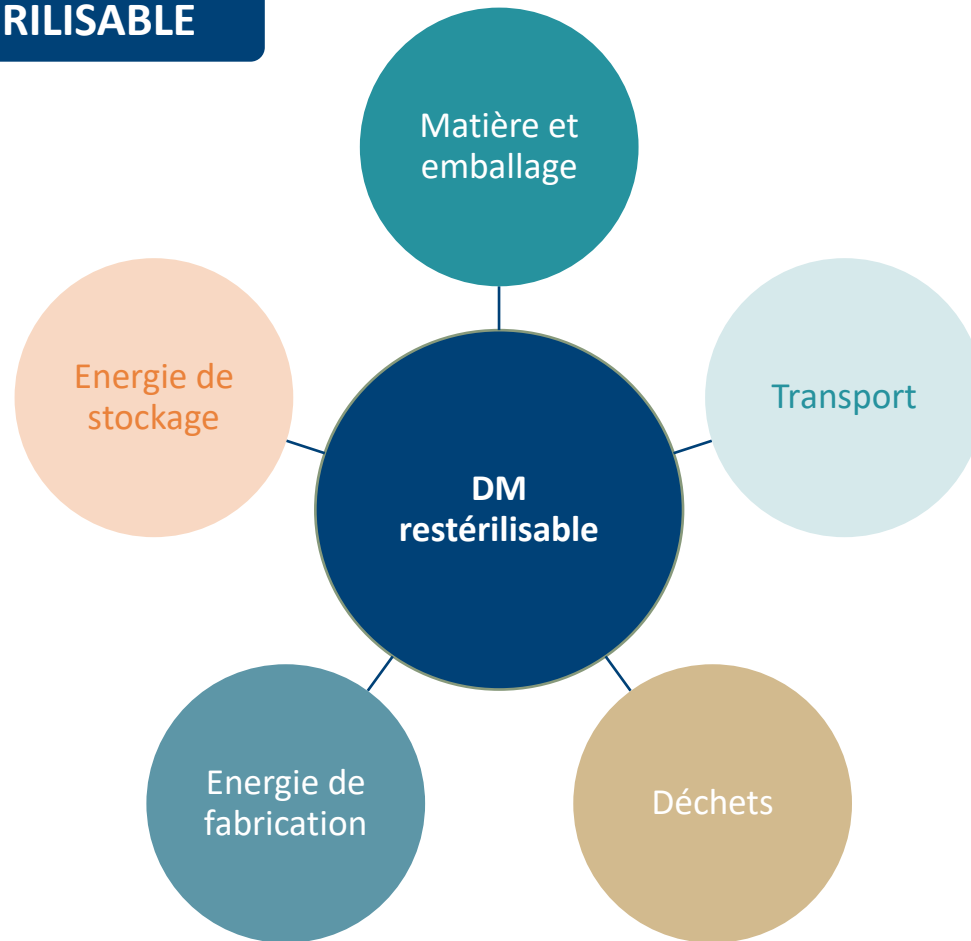 RILISABLE
Matière et
emballage
Energie de
stockage
Transport
DM
restérilisable
Energie de
fabrication
Déchets